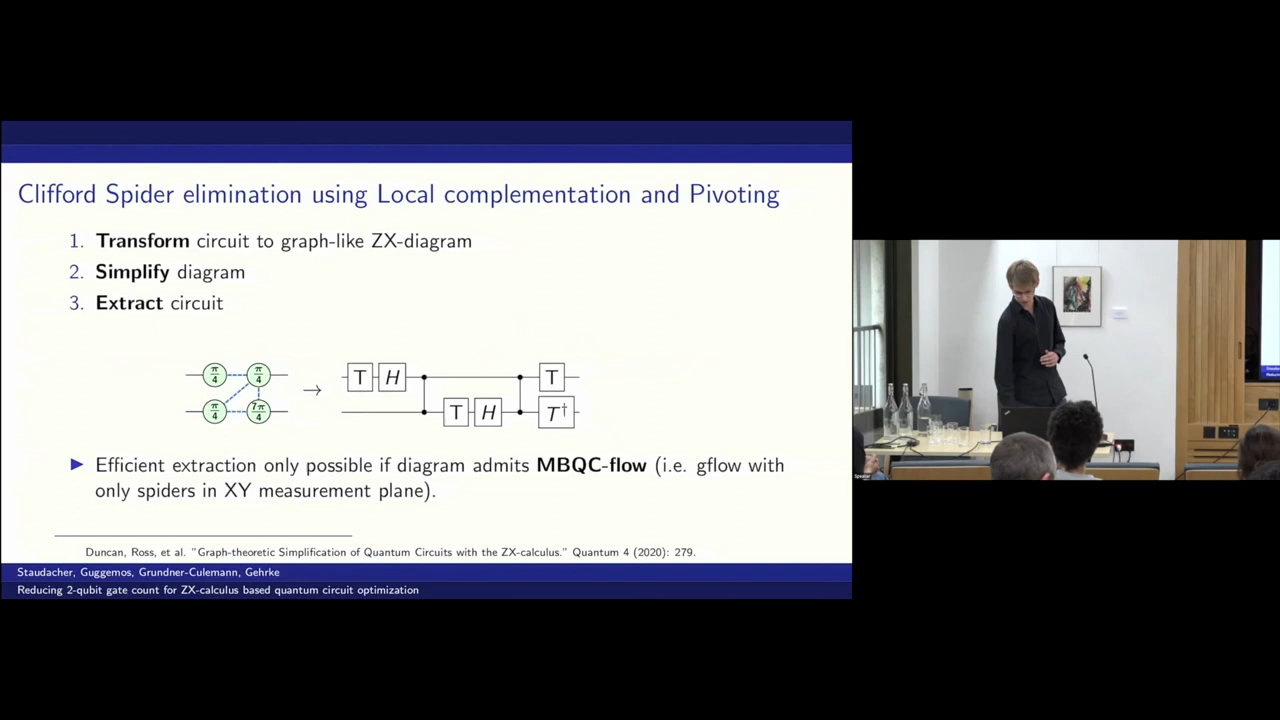 Clifford Spider elimination using Local complementation and Pivoting
1. Transform circuit to graph-like ZX-diagram
2. Simplify diagram
3. Extract circuit
π/4 π/4 → T H T
π/4 7π/4 T H T†
▶ Efficient extraction only possible if diagram admits MBQC-flow (i.e. gflow with
only spiders in XY measurement plane).
Duncan, Ross, et al. "Graph-theoretic Simplification of Quantum Circuits with the ZX-calculus." Quantum 4 (2020): 279.
Staudacher, Guggemos, Grundner-Culemann, Gehrke
Reducing 2-qubit gate count for ZX-calculus based quantum circuit optimization
Speaker